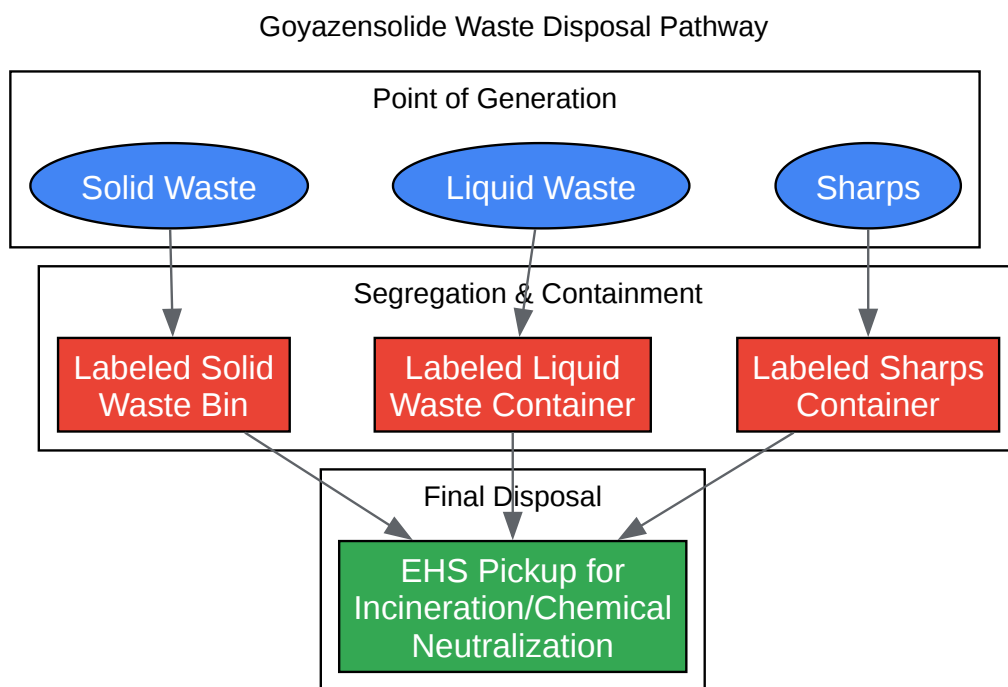 Goyazensolide Waste Disposal Pathway
Point of Generation
Solid Waste
Liquid Waste
Sharps
Segregation & Containment
Labeled Solid
Waste Bin
Labeled Liquid
Waste Container
Labeled Sharps
Container
Final Disposal
EHS Pickup for
Incineration/Chemical
Neutralization